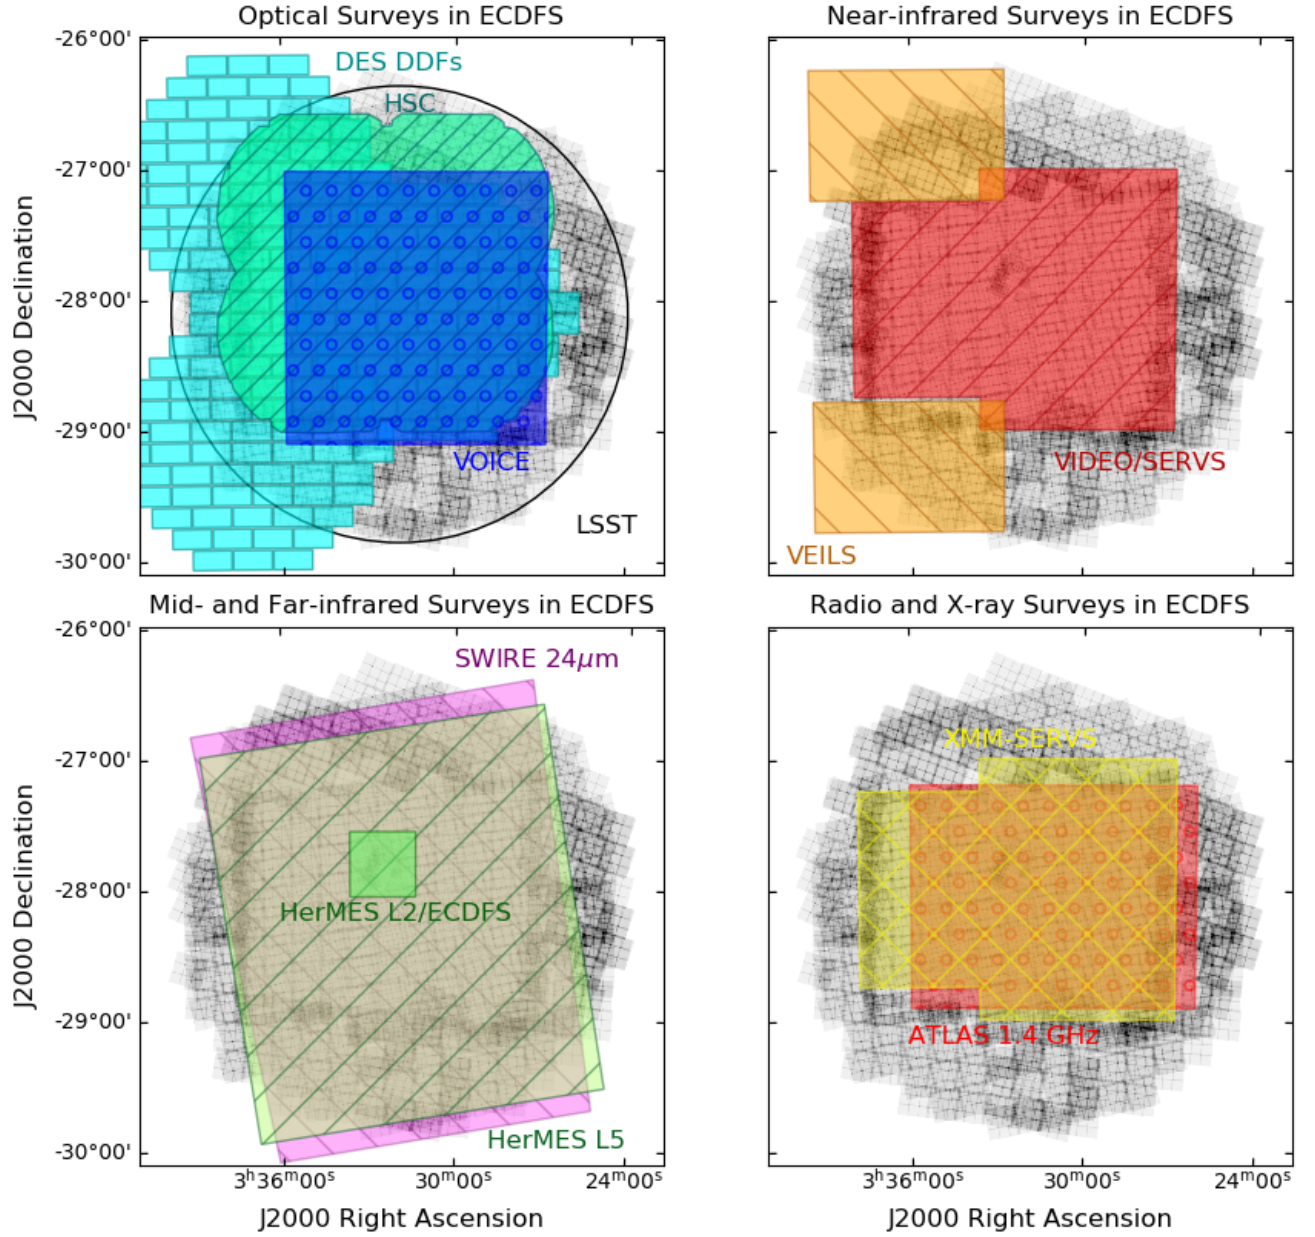 Optical Surveys in ECDFS
Near-infrared Surveys in ECDFS
-26°00'
-27°00'
-28°00'
-29°00'
-30°00'
J2000 Declination
DES DDFs
HSC
VOICE
LSST
VIDEO/SERVS
VEILS
Mid- and Far-infrared Surveys in ECDFS
Radio and X-ray Surveys in ECDFS
-26°00'
-27°00'
-28°00'
-29°00'
-30°00'
J2000 Declination
SWIRE 24μm
HerMES L2/ECDFS
HerMES L5
XMM-SERVS
ATLAS 1.4 GHz
3ʰ36ᵐ00ˢ 30ᵐ00ˢ 24ᵐ00ˢ
J2000 Right Ascension
3ʰ36ᵐ00ˢ 30ᵐ00ˢ 24ᵐ00ˢ
J2000 Right Ascension